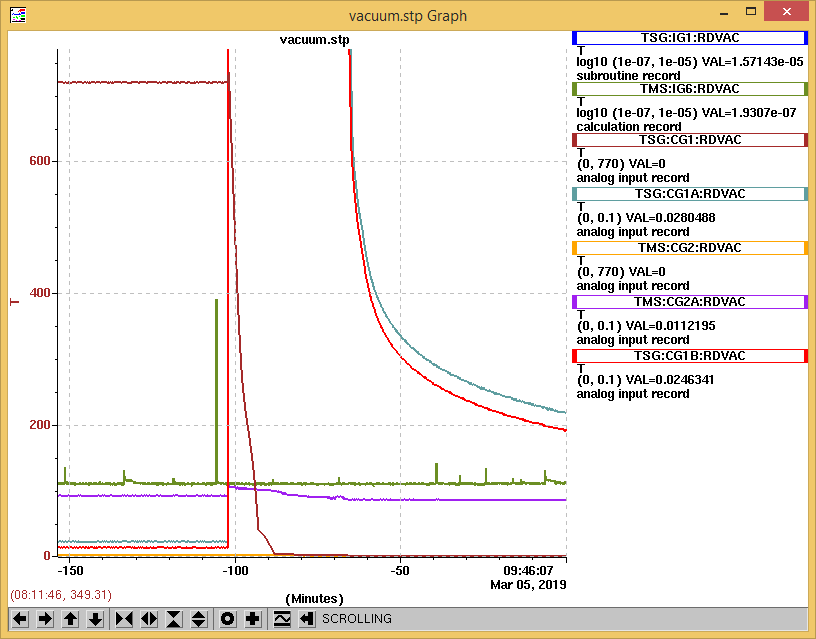 vacuum.stp Graph
vacuum.stp
T
600
400
200
0
-150
-100
-50
09:46:07
Mar 05, 2019
(Minutes)
(08:11:46, 349.31)
TSG:IG1:RDVAC
T
log10 (1e-07, 1e-05) VAL=1.57143e-05
subroutine record
TMS:IG6:RDVAC
T
log10 (1e-07, 1e-05) VAL=1.9307e-07
calculation record
TSG:CG1:RDVAC
T
(0, 770) VAL=0
analog input record
TSG:CG1A:RDVAC
T
(0, 0.1) VAL=0.0280488
analog input record
TMS:CG2:RDVAC
T
(0, 770) VAL=0
analog input record
TMS:CG2A:RDVAC
T
(0, 0.1) VAL=0.0112195
analog input record
TSG:CG1B:RDVAC
T
(0, 0.1) VAL=0.0246341
analog input record
SCROLLING